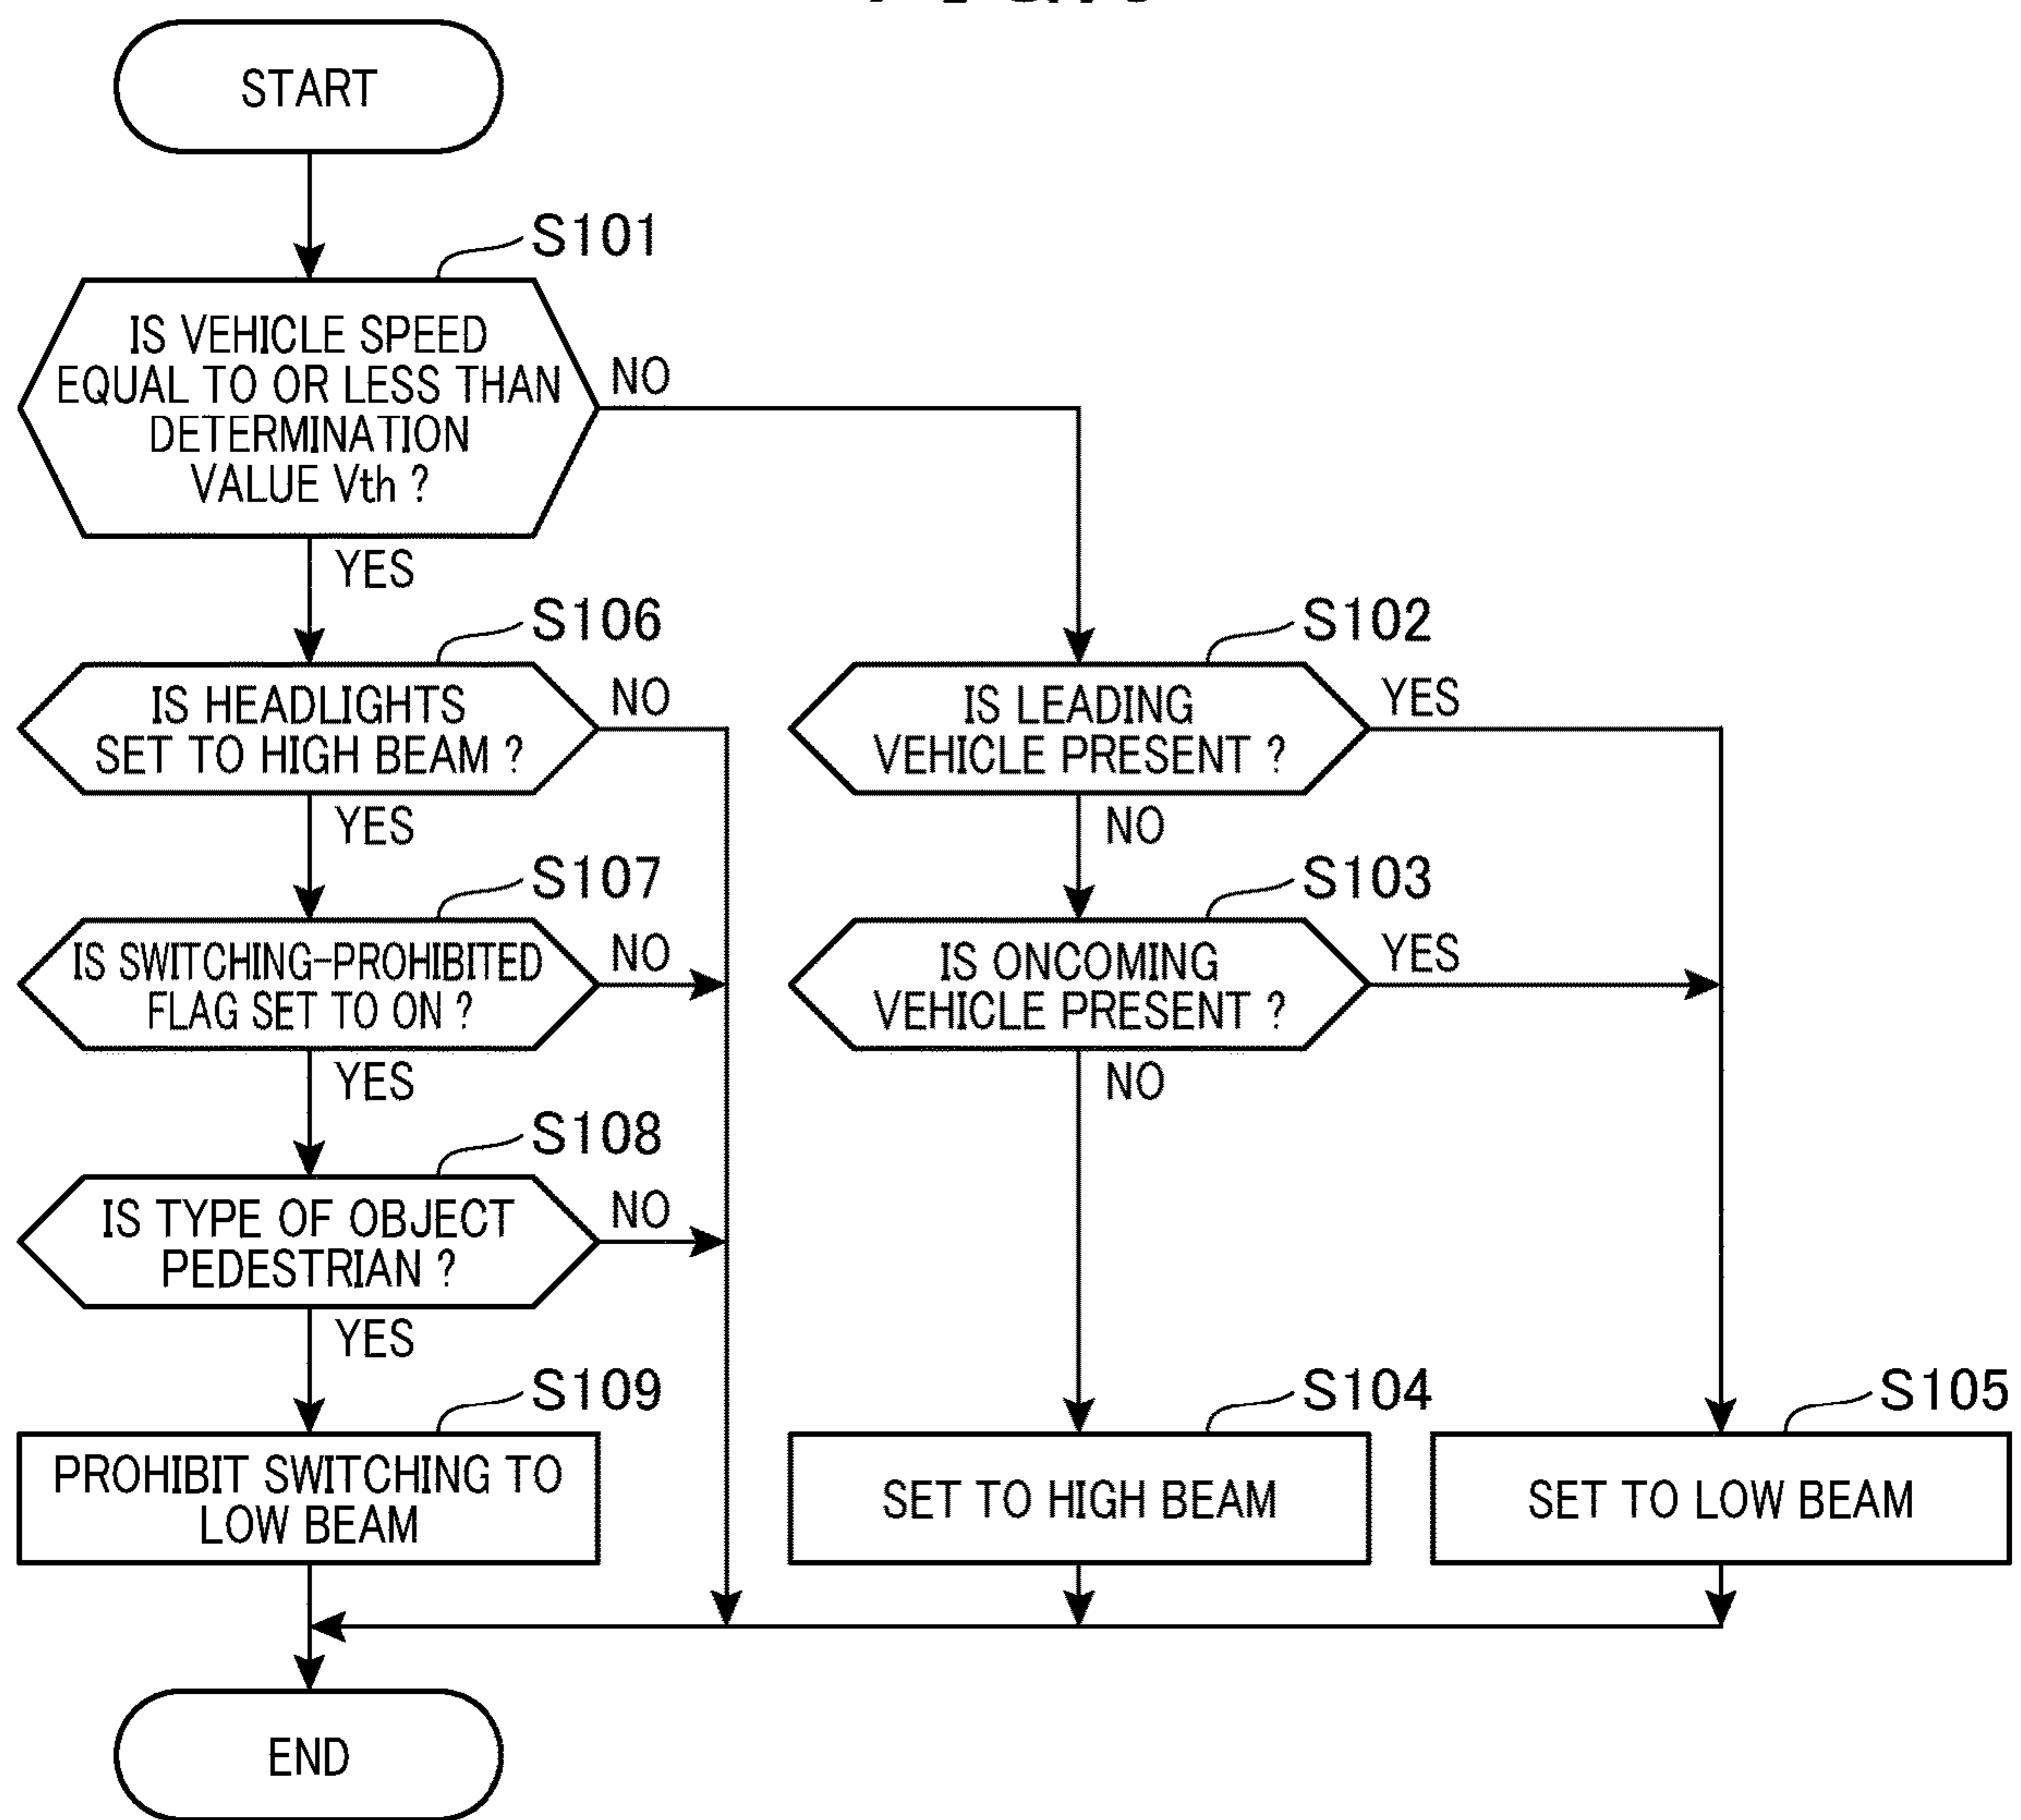 START
S101
IS VEHICLE SPEED
EQUAL TO OR LESS THAN
DETERMINATION
VALUE Vth ?
NO
YES
S106
IS HEADLIGHTS
SET TO HIGH BEAM ?
NO
YES
S102
IS LEADING
VEHICLE PRESENT ?
YES
NO
S107
IS SWITCHING-PROHIBITED
FLAG SET TO ON ?
NO
YES
S103
IS ONCOMING
VEHICLE PRESENT ?
YES
NO
S108
IS TYPE OF OBJECT
PEDESTRIAN ?
NO
YES
S109
PROHIBIT SWITCHING TO
LOW BEAM
S104
SET TO HIGH BEAM
S105
SET TO LOW BEAM
END